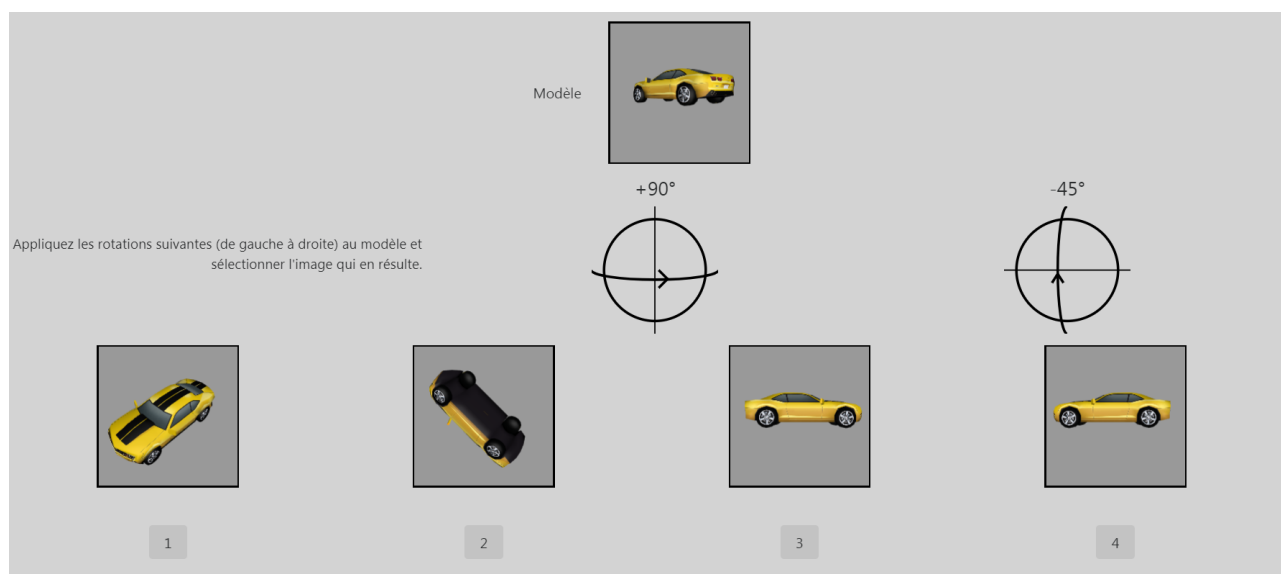 Modèle
+90°
-45°
Appliquez les rotations suivantes (de gauche à droite) au modèle et
sélectionner l'image qui en résulte.
1
2
3
4